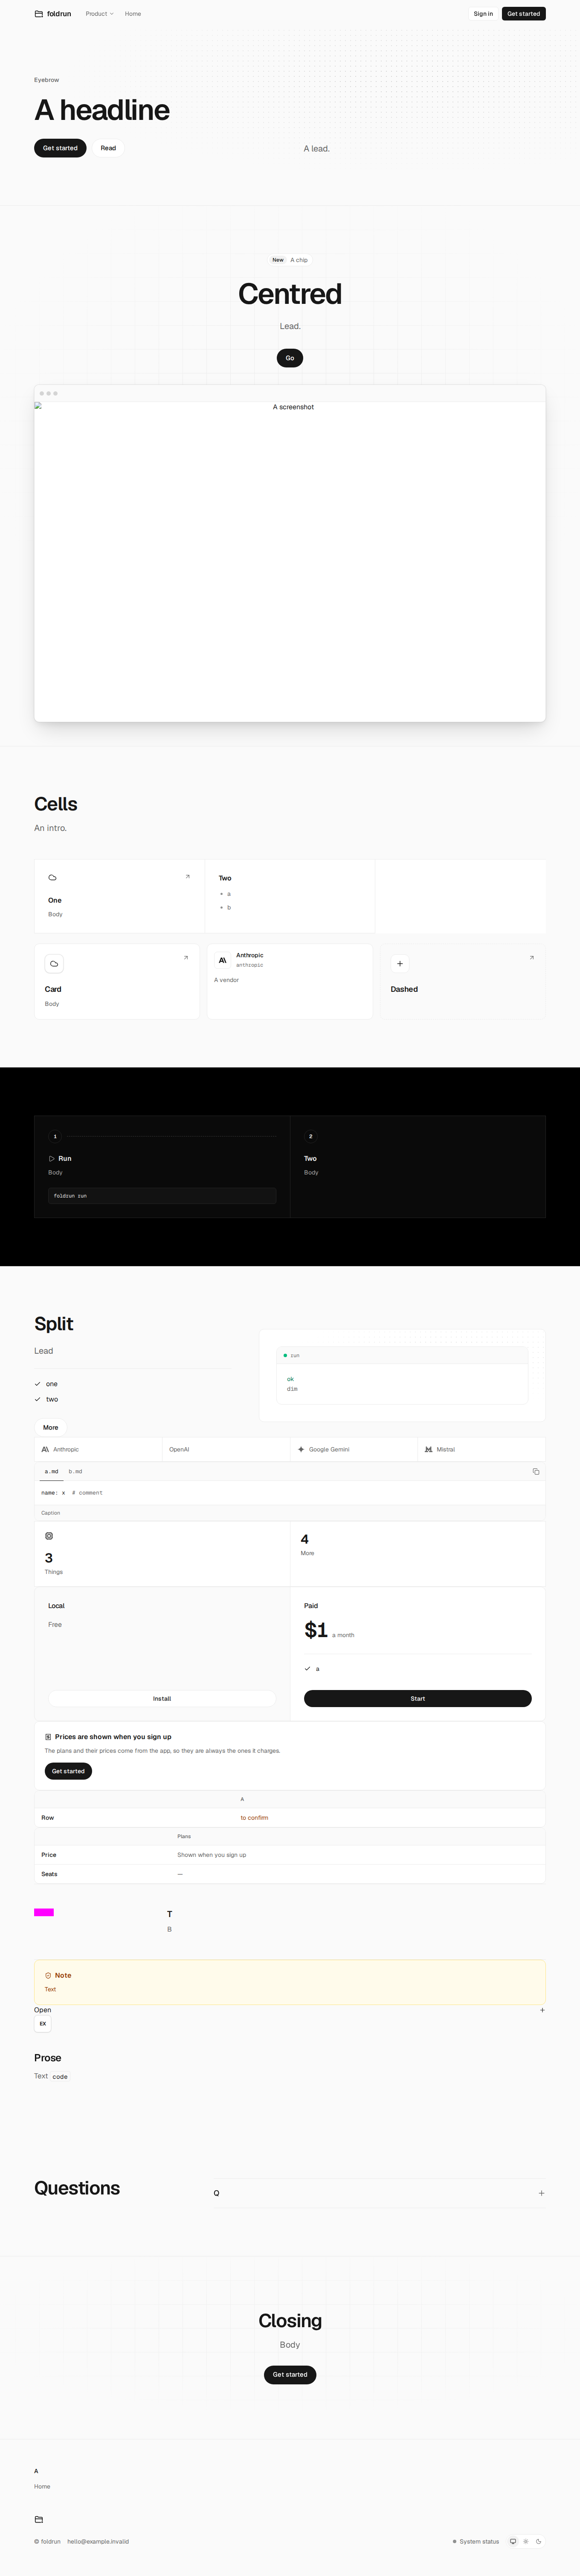 foldrun Product Home Sign in Get started
Eyebrow
A headline
Get started Read A lead.
New A chip
Centred
Lead.
Go
A screenshot
Cells
An intro.
One
Body
Two
a
b
Card
Body
Anthropic
anthropic
A vendor
Dashed
1
Run
Body
foldrun run
2
Two
Body
Split
Lead
one
two
More
run
ok
dim
Anthropic OpenAI Google Gemini Mistral
a.md b.md
name: x # comment
Caption
3
Things
4
More
Local
Free
Install
Paid
$1 a month
a
Start
Prices are shown when you sign up
The plans and their prices come from the app, so they are always the ones it charges.
Get started
A
Row to confirm
Plans
Price Shown when you sign up
Seats —
T
B
Note
Text
Open +
EX
Prose
Text code
Questions
Q +
Closing
Body
Get started
A
Home
© foldrun hello@example.invalid System status